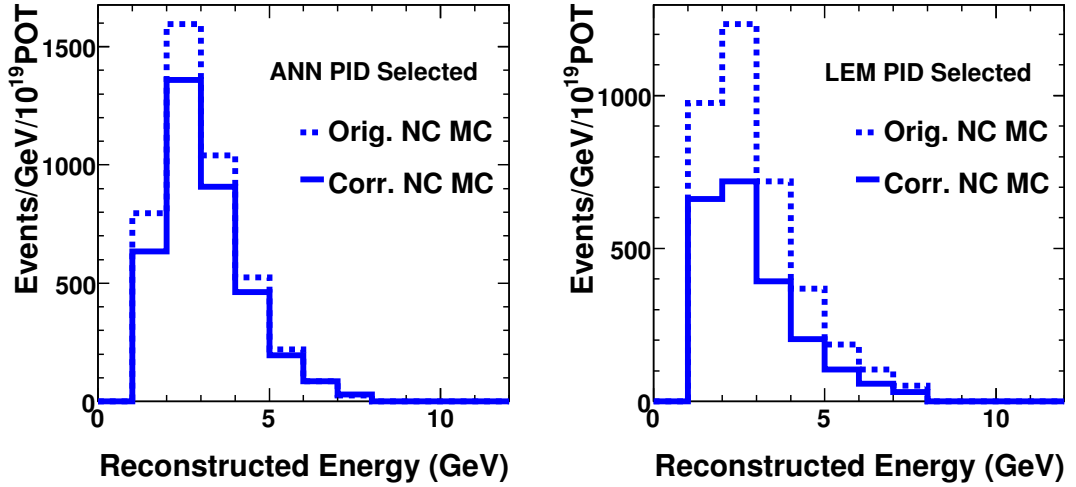 Events/GeV/10¹⁹POT
1500
1000
500
0
ANN PID Selected
Orig. NC MC
Corr. NC MC
0
5
10
Reconstructed Energy (GeV)
Events/GeV/10¹⁹POT
1000
500
0
LEM PID Selected
Orig. NC MC
Corr. NC MC
0
5
10
Reconstructed Energy (GeV)